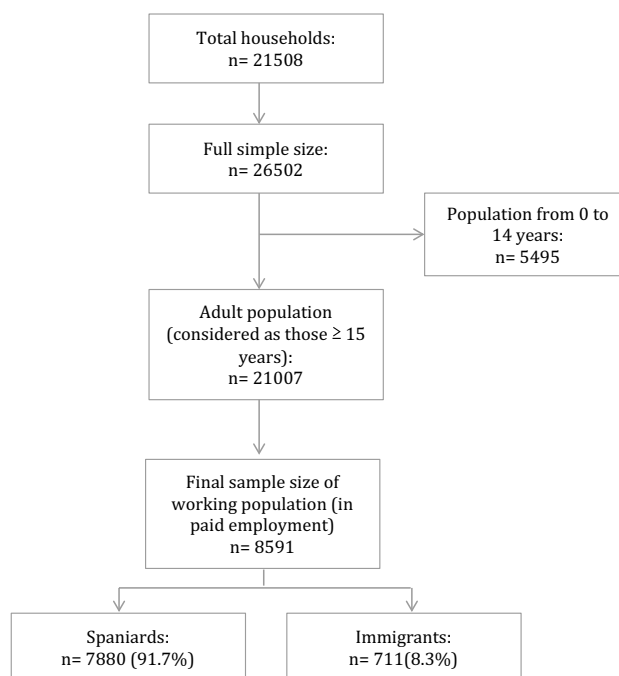 Total households:
n= 21508
Full simple size:
n= 26502
Population from 0 to
14 years:
n= 5495
Adult population
(considered as those ≥ 15
years):
n= 21007
Final sample size of
working population (in
paid employment)
n= 8591
Spaniards:
n= 7880 (91.7%)
Immigrants:
n= 711(8.3%)